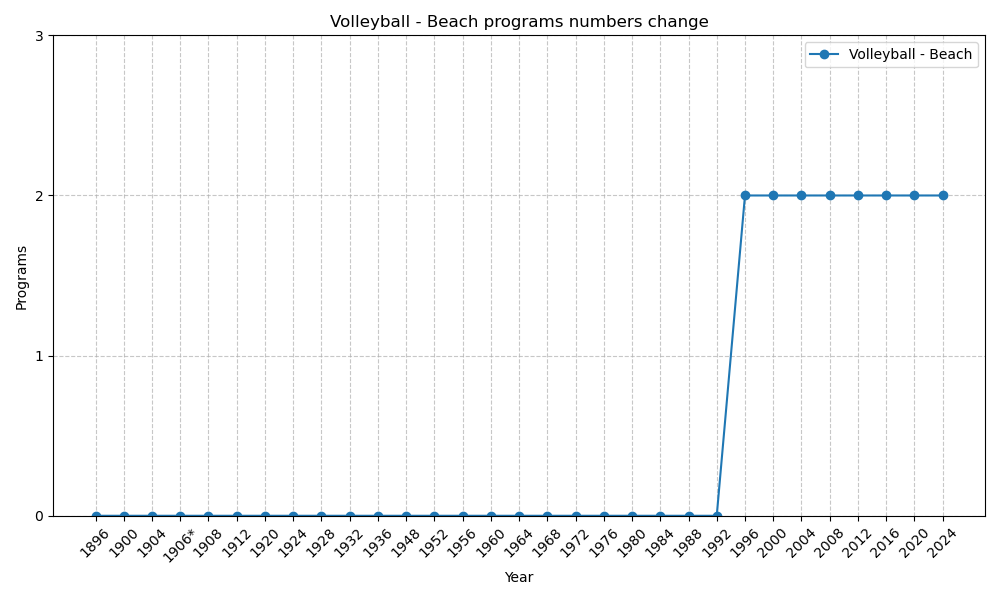 Volleyball - Beach programs numbers change
Volleyball - Beach
Programs
3
2
1
0
1896 1900 1904 1906* 1908 1912 1920 1924 1928 1932 1936 1948 1952 1956 1960 1964 1968 1972 1976 1980 1984 1988 1992 1996 2000 2004 2008 2012 2016 2020 2024
Year